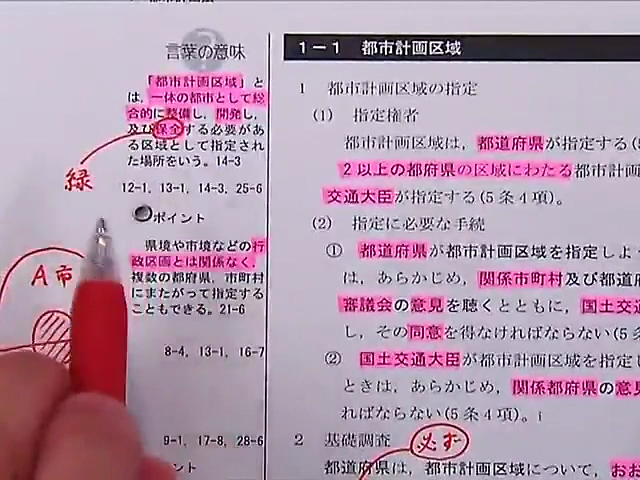 言葉の意味
「都市計画区域」と
は, 一体の都市として総
合的に整備し, 開発し,
及び保全する必要があ
る区域として指定され
た場所をいう。14-3
緑
12-1, 13-1, 14-3, 25-6
ポイント
県境や市境などの行
政区画とは関係なく,
複数の都府県, 市町村
にまたがって指定する
こともできる。21-6
A市
8-4, 13-1, 16-7
9-1, 17-8, 28-6
ント
1－1 都市計画区域
1 都市計画区域の指定
(1) 指定権者
都市計画区域は, 都道府県が指定する(5
2以上の都府県の区域にわたる都市計画
交通大臣が指定する(5条4項)。
(2) 指定に必要な手続
① 都道府県が都市計画区域を指定しよ
は, あらかじめ, 関係市町村及び都道
審議会の意見を聴くとともに, 国土交
し, その同意を得なければならない(5
② 国土交通大臣が都市計画区域を指定
ときは, あらかじめ, 関係都府県の意
ればならない(5条4項)。
2 基礎調査 必ず
都道府県は, 都市計画区域について, おお